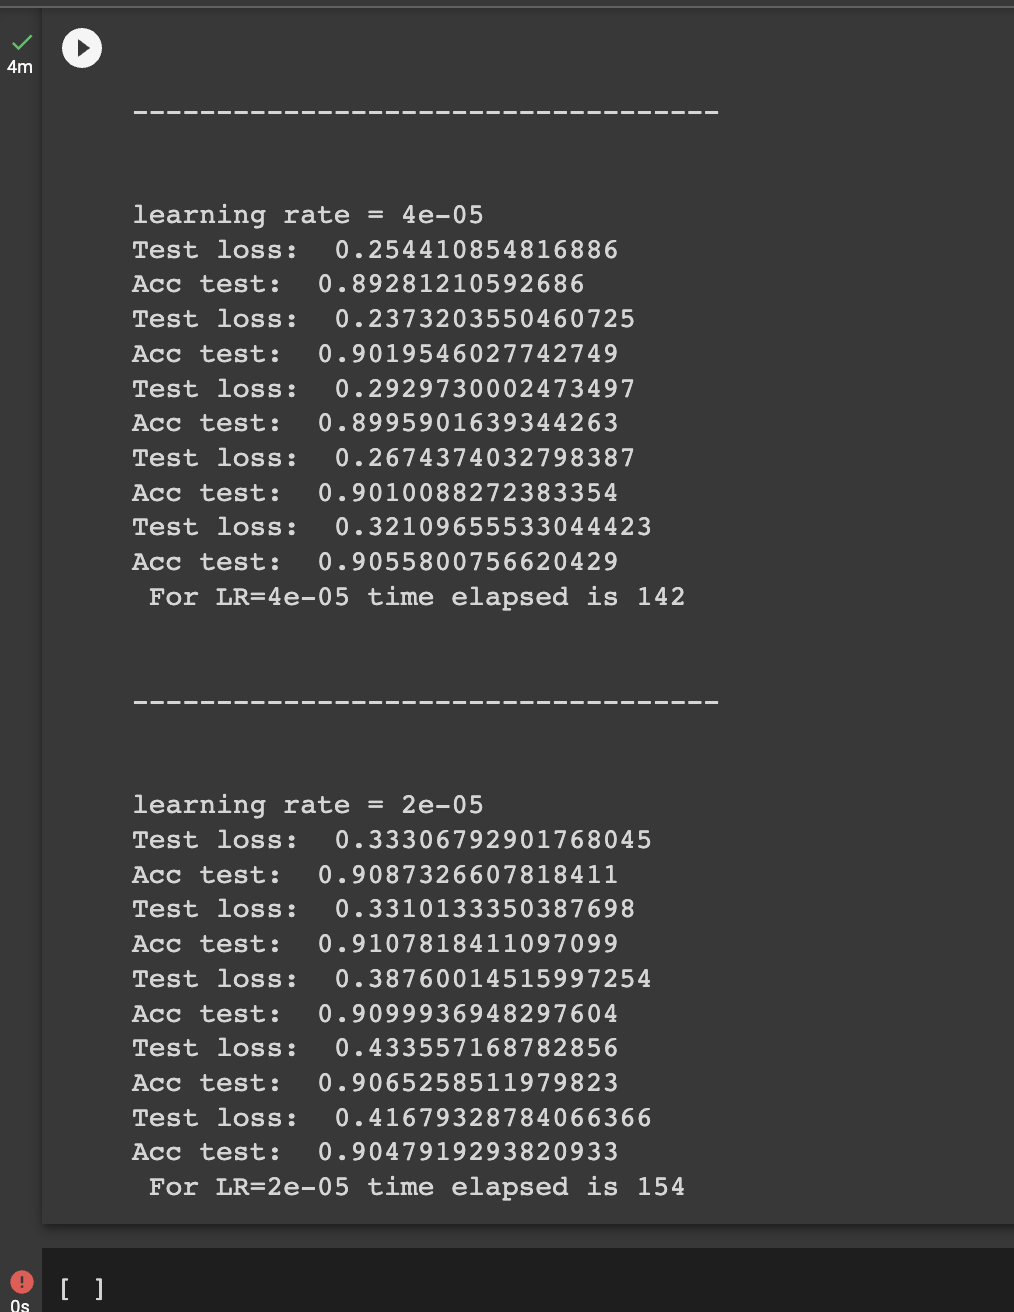 4m
-----------------------------------
learning rate = 4e-05
Test loss:  0.254410854816886
Acc test:  0.89281210592686
Test loss:  0.2373203550460725
Acc test:  0.9019546027742749
Test loss:  0.2929730002473497
Acc test:  0.8995901639344263
Test loss:  0.2674374032798387
Acc test:  0.9010088272383354
Test loss:  0.32109655533044423
Acc test:  0.9055800756620429
 For LR=4e-05 time elapsed is 142
-----------------------------------
learning rate = 2e-05
Test loss:  0.33306792901768045
Acc test:  0.9087326607818411
Test loss:  0.3310133350387698
Acc test:  0.9107818411097099
Test loss:  0.38760014515997254
Acc test:  0.9099936948297604
Test loss:  0.433557168782856
Acc test:  0.9065258511979823
Test loss:  0.41679328784066366
Acc test:  0.9047919293820933
 For LR=2e-05 time elapsed is 154
[ ]
0s